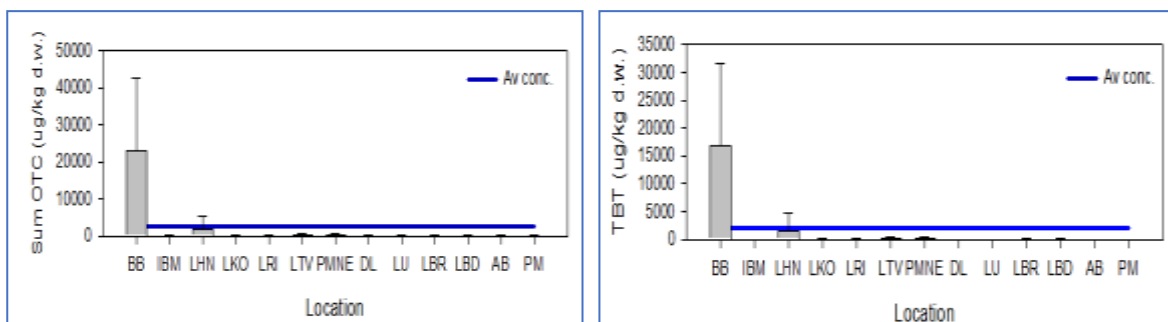 Sum OTC (ug/kg d.w.)
50000
40000
30000
20000
10000
0
Av conc.
BB IBM LHN LKO LRI LTV PMNE DL LU LBR LBD AB PM
Location
TBT (ug/kg d.w.)
35000
30000
25000
20000
15000
10000
5000
0
Av conc.
BB IBM LHN LKO LRI LTV PMNE DL LU LBR LBD AB PM
Location